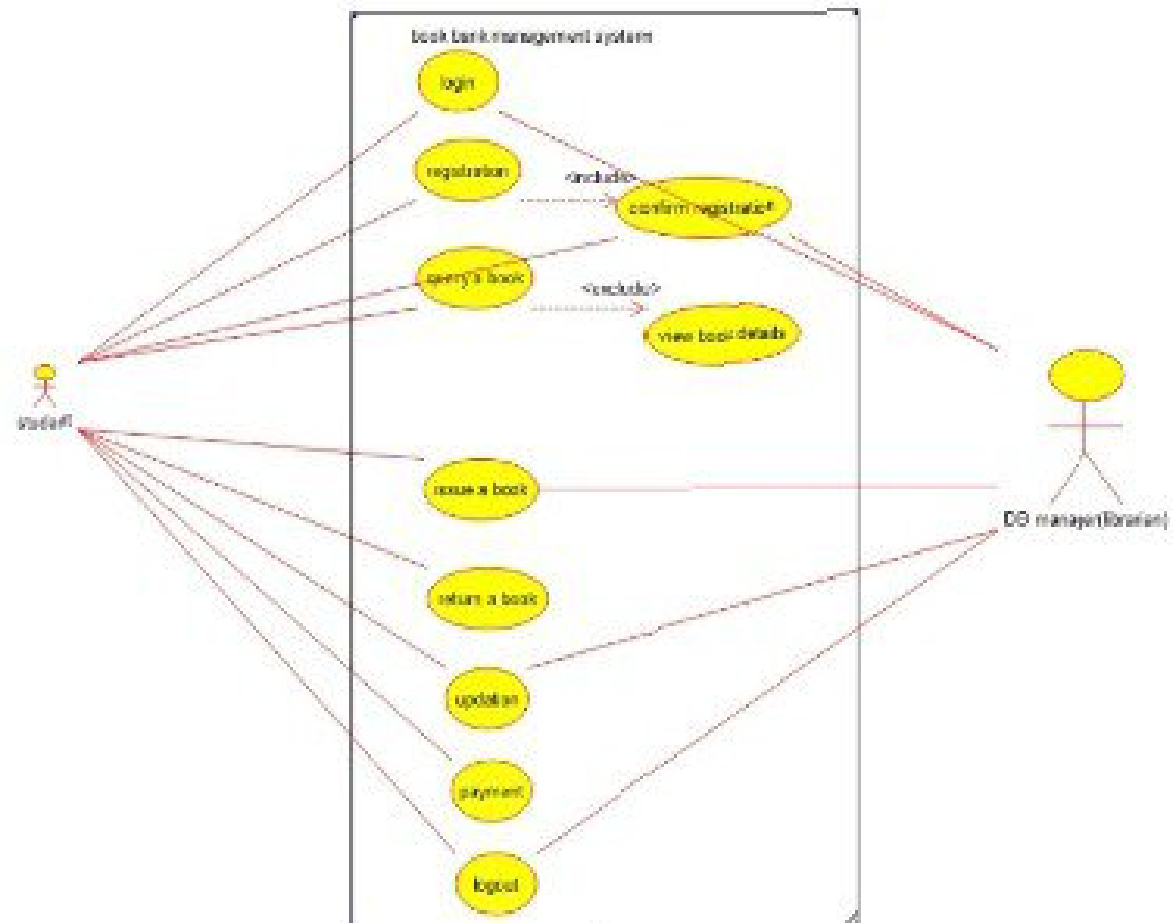 book bank management system
login
registration
<include>
confirm registration
query a book
view book details
student
issue a book
DB manager(librarian)
return a book
updation
payment
logout